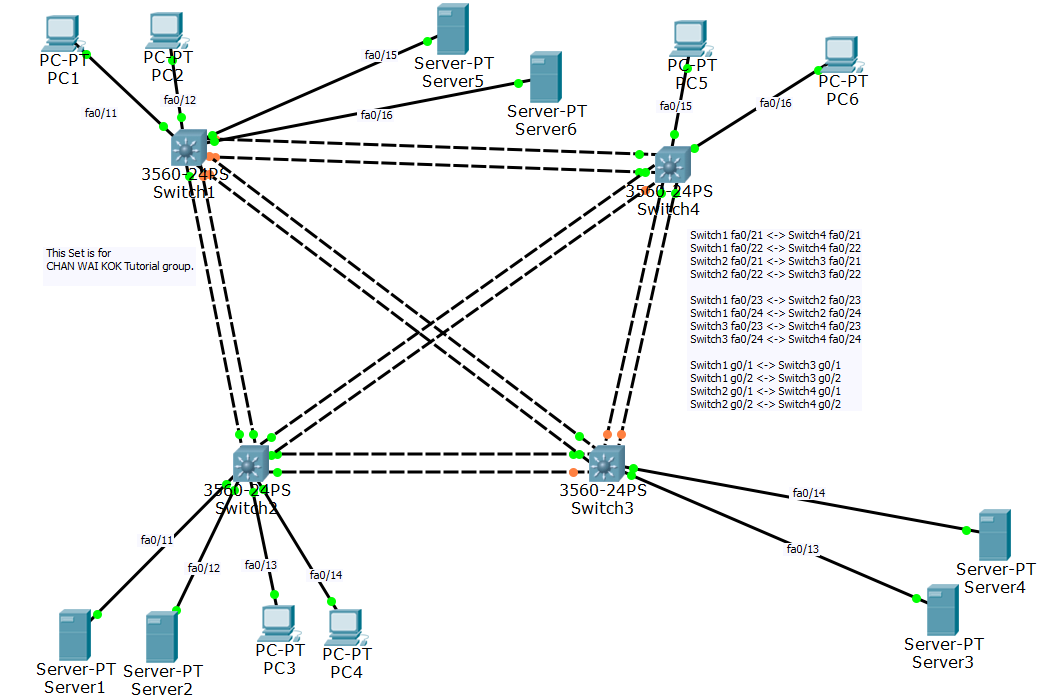 PC-PT
PC1
PC-PT
PC2
Server-PT
Server5
Server-PT
Server6
PC-PT
PC5
PC-PT
PC6
fa0/11
fa0/12
fa0/15
fa0/16
fa0/15
fa0/16
3560-24PS
Switch1
3560-24PS
Switch4
This Set is for
CHAN WAI KOK Tutorial group.
Switch1 fa0/21 <-> Switch4 fa0/21
Switch1 fa0/22 <-> Switch4 fa0/22
Switch2 fa0/21 <-> Switch3 fa0/21
Switch2 fa0/22 <-> Switch3 fa0/22
Switch1 fa0/23 <-> Switch2 fa0/23
Switch1 fa0/24 <-> Switch2 fa0/24
Switch3 fa0/23 <-> Switch4 fa0/23
Switch3 fa0/24 <-> Switch4 fa0/24
Switch1 g0/1 <-> Switch3 g0/1
Switch1 g0/2 <-> Switch3 g0/2
Switch2 g0/1 <-> Switch4 g0/1
Switch2 g0/2 <-> Switch4 g0/2
3560-24PS
Switch2
3560-24PS
Switch3
fa0/11
fa0/12
fa0/13
fa0/14
fa0/14
fa0/13
Server-PT
Server4
Server-PT
Server3
Server-PT
Server1
Server-PT
Server2
PC-PT
PC3
PC-PT
PC4